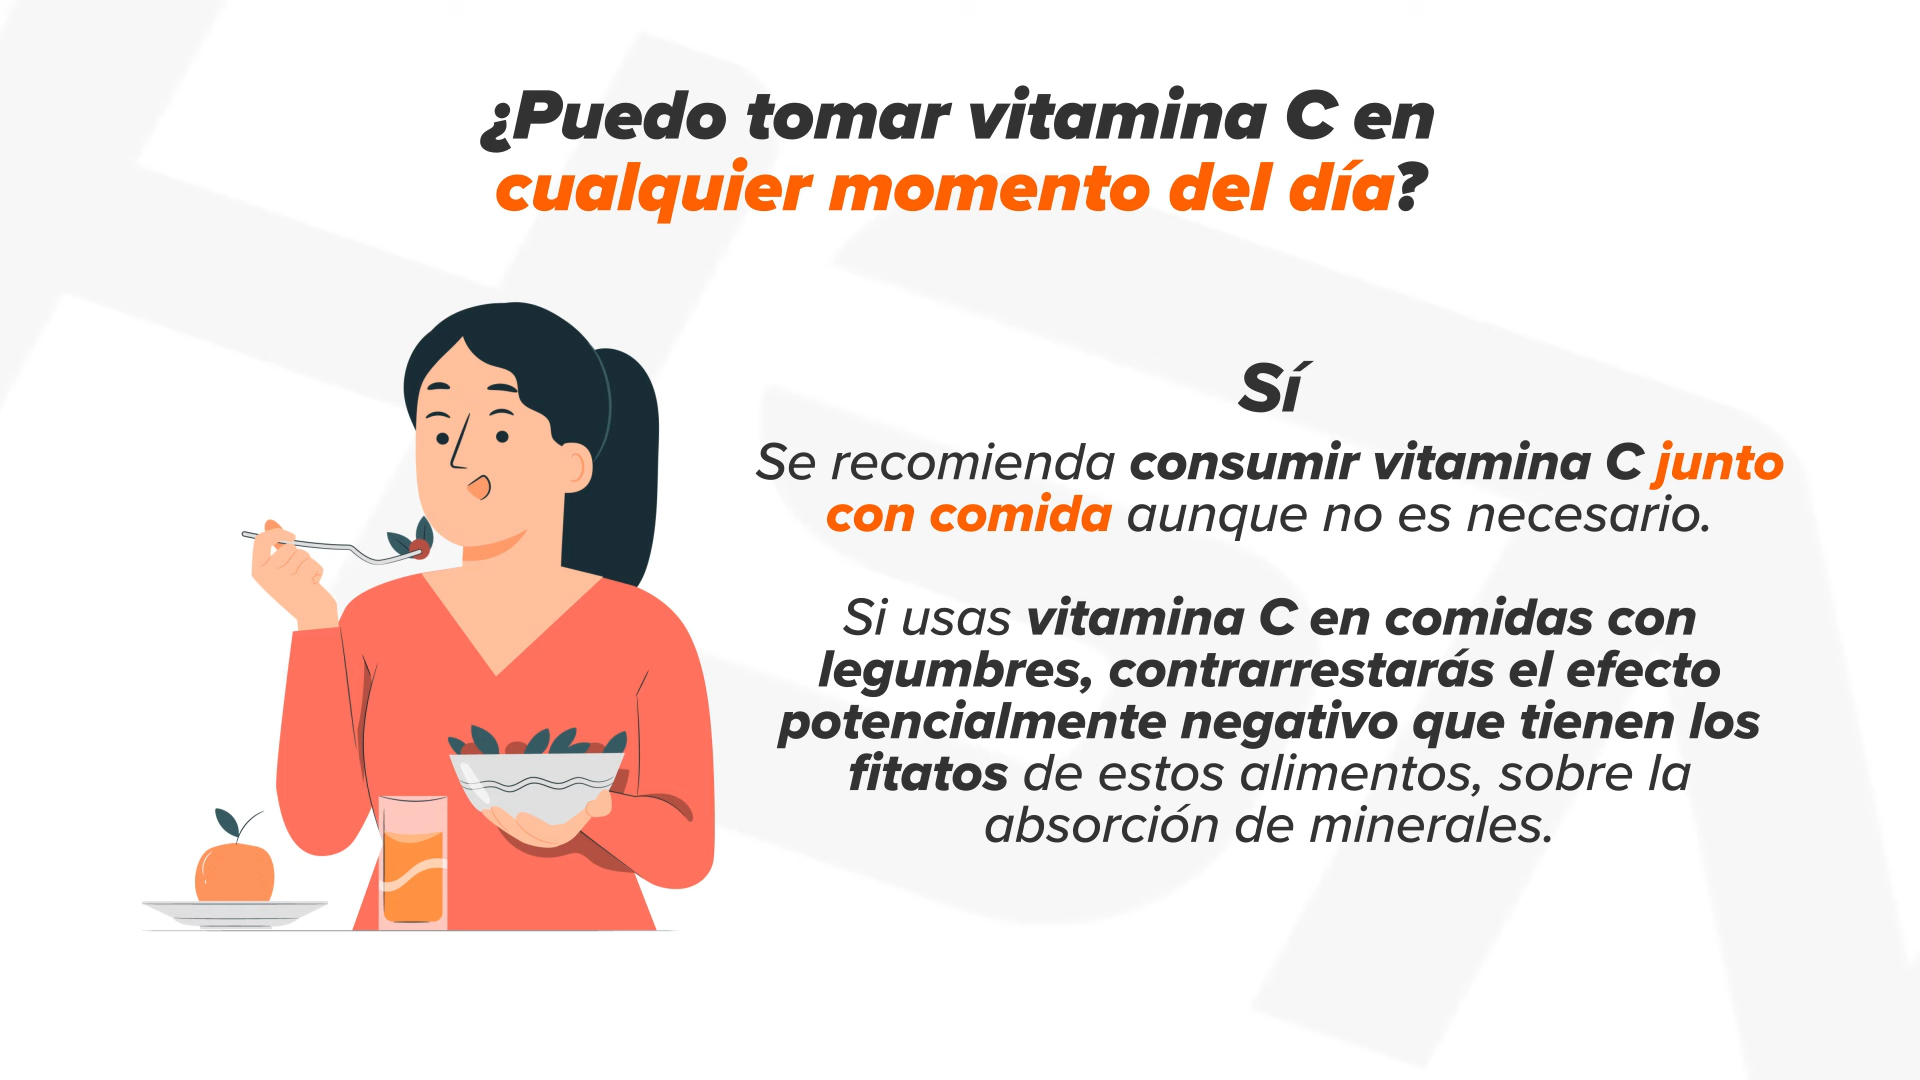 ¿Puedo tomar vitamina C en
cualquier momento del día?
Sí
Se recomienda consumir vitamina C junto
con comida aunque no es necesario.
Si usas vitamina C en comidas con
legumbres, contrarrestarás el efecto
potencialmente negativo que tienen los
fitatos de estos alimentos, sobre la
absorción de minerales.